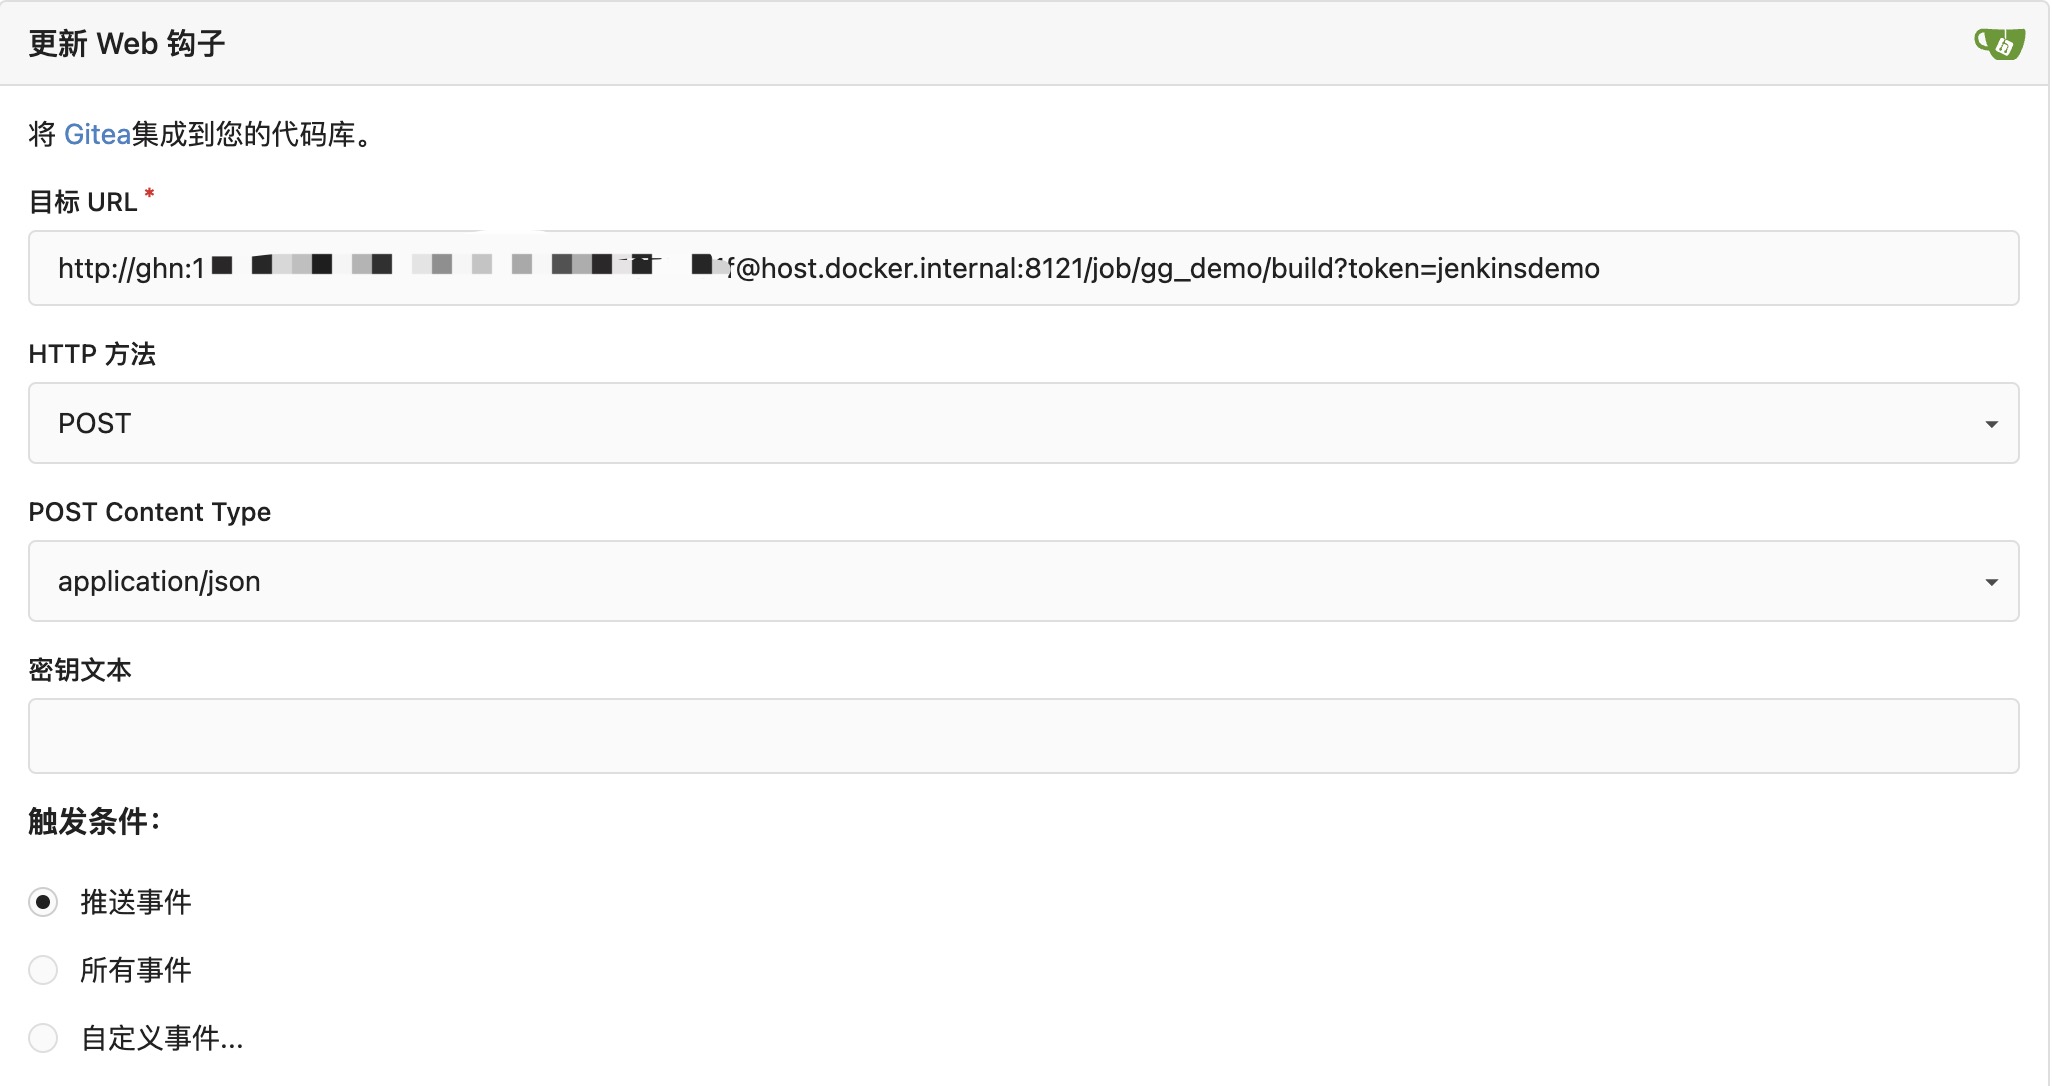 更新 Web 钩子
将 Gitea集成到您的代码库。
目标 URL *
http://ghn:1 f@host.docker.internal:8121/job/gg_demo/build?token=jenkinsdemo
HTTP 方法
POST
POST Content Type
application/json
密钥文本
触发条件：
推送事件
所有事件
自定义事件...